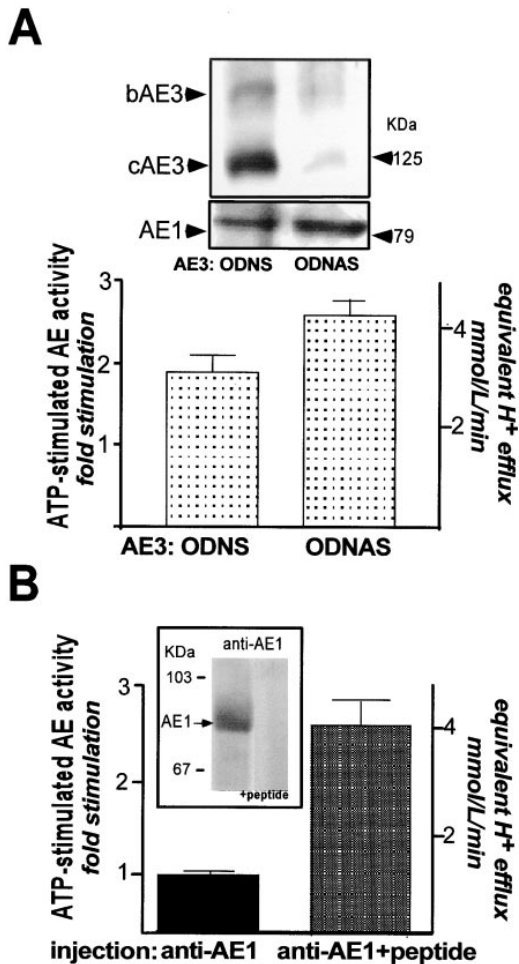 A
bAE3
KDa
cAE3
125
AE1
79
AE3: ODNS ODNAS
ATP-stimulated AE activity
fold stimulation
3
2
1
4
2
equivalent H+ efflux
mmol/L/min
AE3: ODNS ODNAS
B
anti-AE1
KDa
103
AE1
67
+peptide
ATP-stimulated AE activity
fold stimulation
3
2
1
4
2
equivalent H+ efflux
mmol/L/min
injection: anti-AE1 anti-AE1+peptide